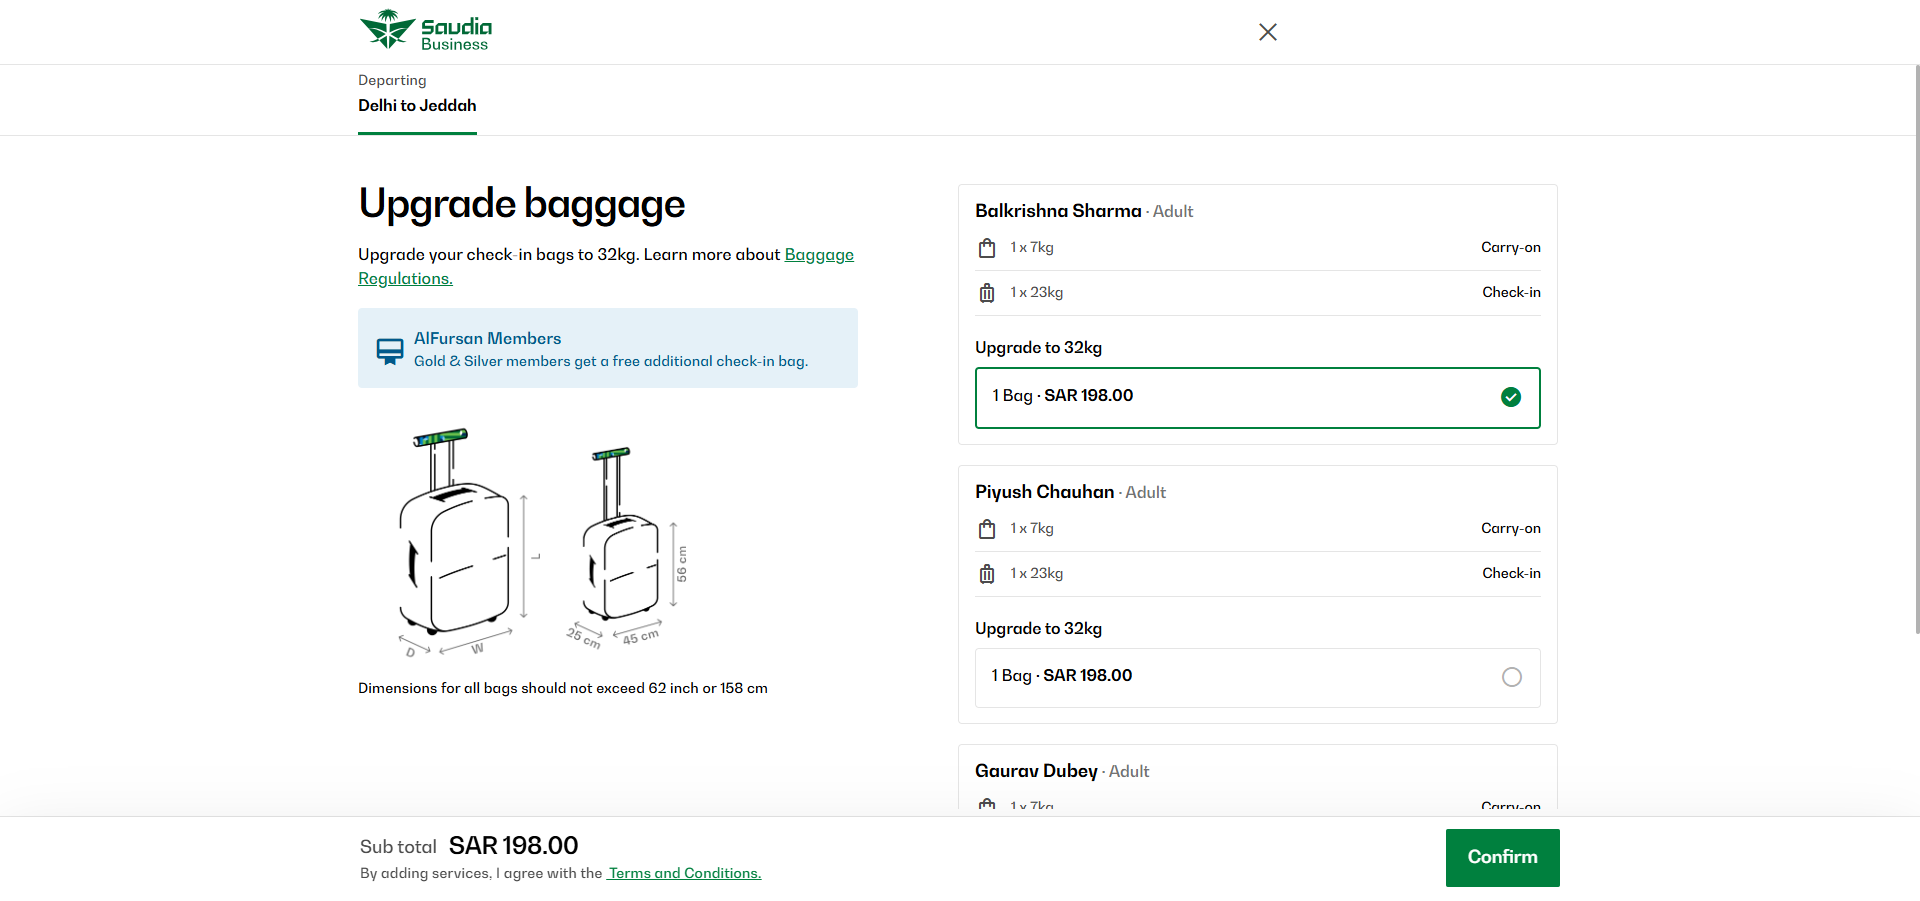 Saudia
Business
Departing
Delhi to Jeddah
Upgrade baggage
Upgrade your check-in bags to 32kg. Learn more about Baggage
Regulations.
AlFursan Members
Gold & Silver members get a free additional check-in bag.
L
D
W
56 cm
25 cm
45 cm
Dimensions for all bags should not exceed 62 inch or 158 cm
Balkrishna Sharma · Adult
1 x 7kg Carry-on
1 x 23kg Check-in
Upgrade to 32kg
1 Bag · SAR 198.00
Piyush Chauhan · Adult
1 x 7kg Carry-on
1 x 23kg Check-in
Upgrade to 32kg
1 Bag · SAR 198.00
Gaurav Dubey · Adult
1 x 7kg Carry-on
Sub total SAR 198.00
By adding services, I agree with the Terms and Conditions.
Confirm